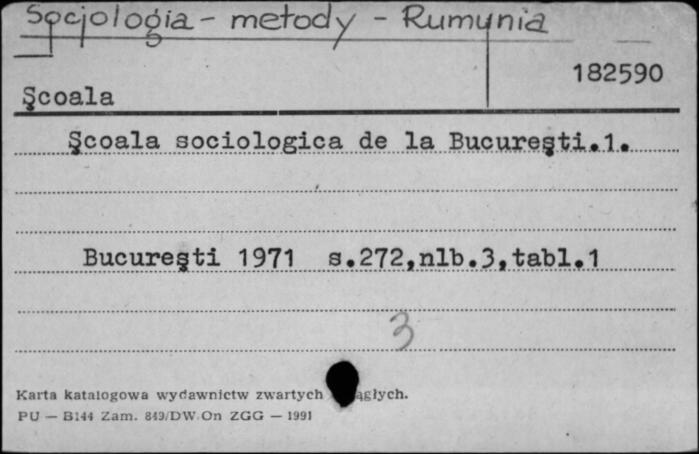 Socjologia - metody - Rumunia
182590
Şcoala
Şcoala sociologica de la Bucureşti.1.
Bucureşti 1971 s.272,nlb.3,tabl.1
3
Karta katalogowa wydawnictw zwartych
PU — B144 Zam. 849/DW.On ZGG — 1991